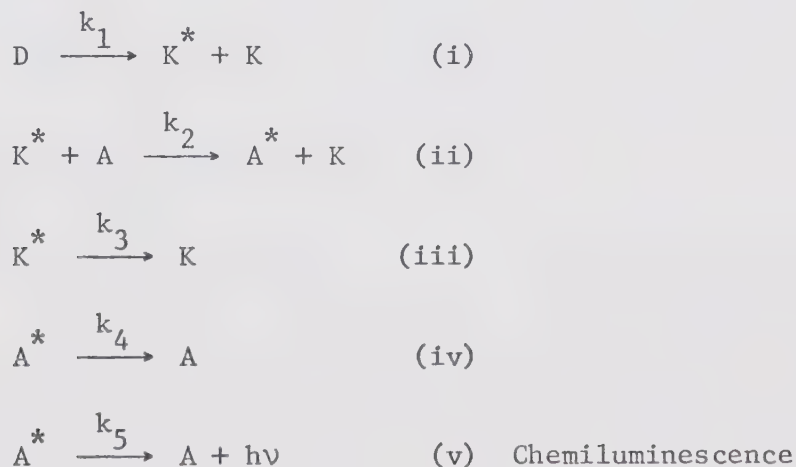 D —k₁→ K* + K (i)
K* + A —k₂→ A* + K (ii)
K* —k₃→ K (iii)
A* —k₄→ A (iv)
A* —k₅→ A + hν (v) Chemiluminescence